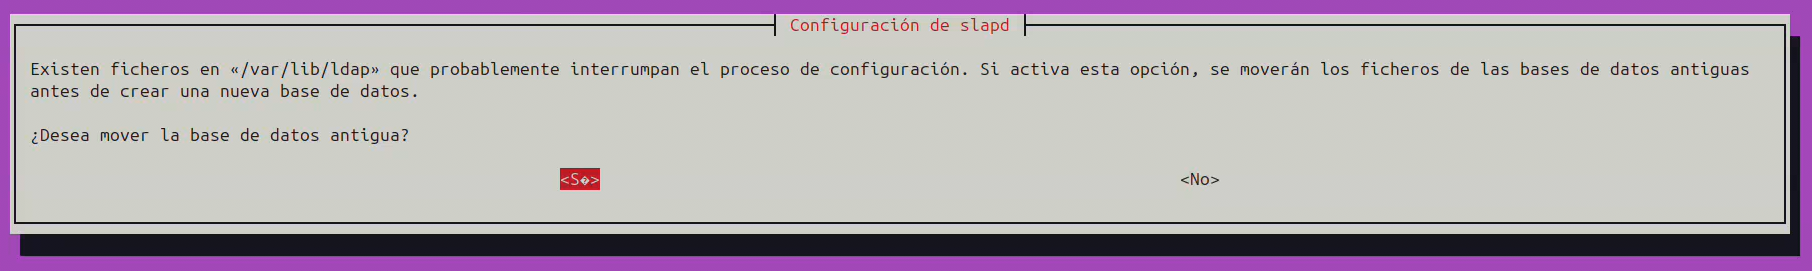 Configuración de slapd
Existen ficheros en «/var/lib/ldap» que probablemente interrumpan el proceso de configuración. Si activa esta opción, se moverán los ficheros de las bases de datos antiguas
antes de crear una nueva base de datos.
¿Desea mover la base de datos antigua?
<S�> <No>